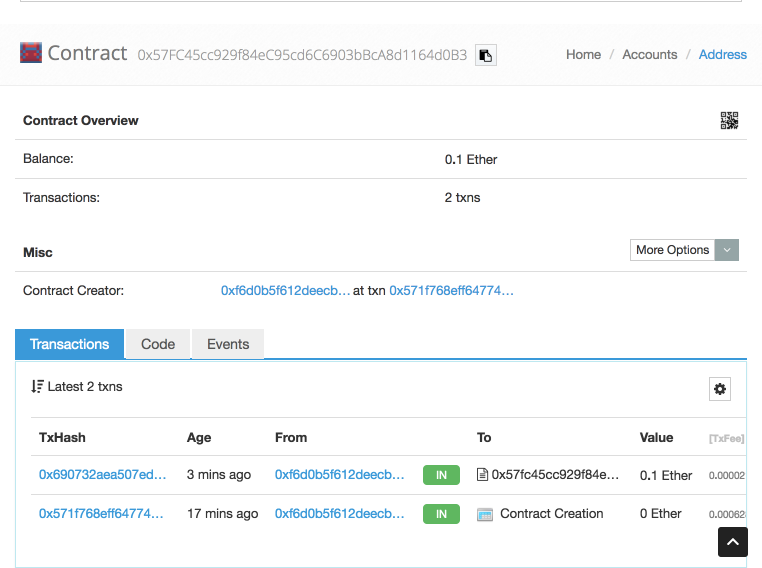 Contract 0x57FC45cc929f84eC95cd6C6903bBcA8d1164d0B3 Home / Accounts / Address
Contract Overview
Balance: 0.1 Ether
Transactions: 2 txns
Misc More Options
Contract Creator: 0xf6d0b5f612deecb... at txn 0x571f768eff64774...
Transactions Code Events
Latest 2 txns
TxHash Age From To Value [TxFee]
0x690732aea507ed... 3 mins ago 0xf6d0b5f612deecb... IN 0x57fc45cc929f84e... 0.1 Ether 0.00002
0x571f768eff64774... 17 mins ago 0xf6d0b5f612deecb... IN Contract Creation 0 Ether 0.00062